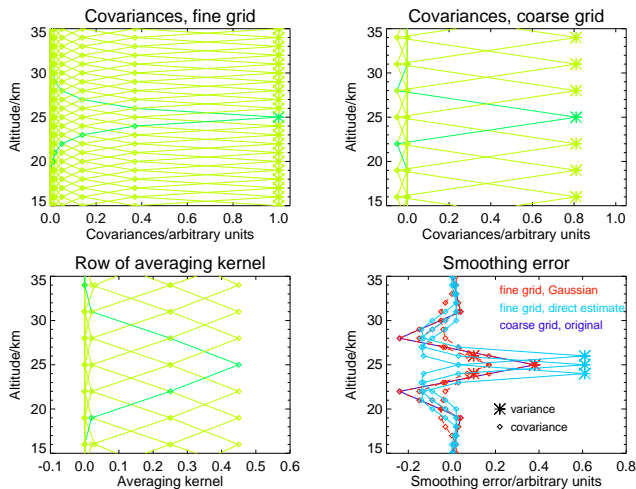 Covariances, fine grid
Altitude/km
35
30
25
20
15
0.0 0.2 0.4 0.6 0.8 1.0
Covariances/arbitrary units
Covariances, coarse grid
Altitude/km
35
30
25
20
15
0.0 0.2 0.4 0.6 0.8 1.0
Covariances/arbitrary units
Row of averaging kernel
Altitude/km
35
30
25
20
15
-0.1 0.0 0.1 0.2 0.3 0.4 0.5 0.6
Averaging kernel
Smoothing error
Altitude/km
35
30
25
20
15
fine grid, Gaussian
fine grid, direct estimate
coarse grid, original
variance
covariance
-0.2 0.0 0.2 0.4 0.6 0.8
Smoothing error/arbitrary units